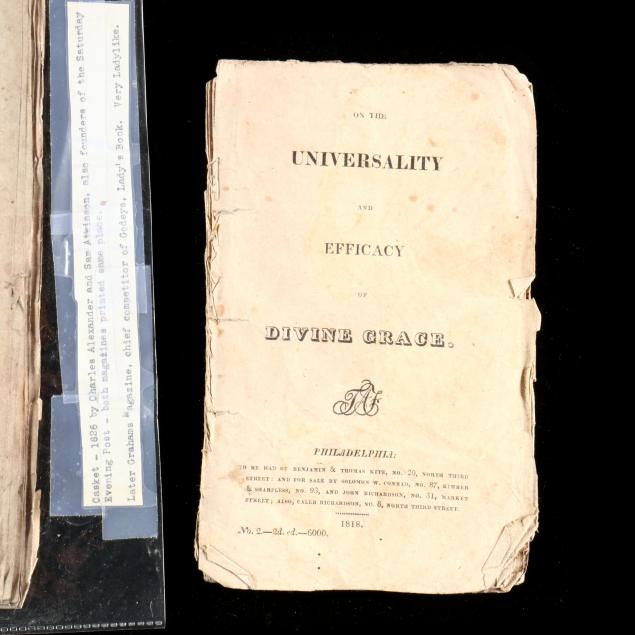 Casket - 1826 by Charles Alexander and Sam Atkinson, also founders of the Saturday
Evening Post - both magazines printed same place.
Later Grahams Magazine, chief competitor of Godeys, Lady's Book. Very Ladylike.
ON THE
UNIVERSALITY
AND
EFFICACY
OF
DIVINE GRACE.
PHILADELPHIA:
TO BE HAD OF BENJAMIN & THOMAS KITE, NO. 20, NORTH THIRD
STREET: AND FOR SALE BY SOLOMON W. CONRAD, NO. 87, KIMBER
& SHARPLESS, NO. 93, AND JOHN RICHARDSON, NO. 31, MARKET
STREET; ALSO, CALEB RICHARDSON, NO. 8, NORTH THIRD STREET.
1818.
No. 2.—2d. ed.—6000.